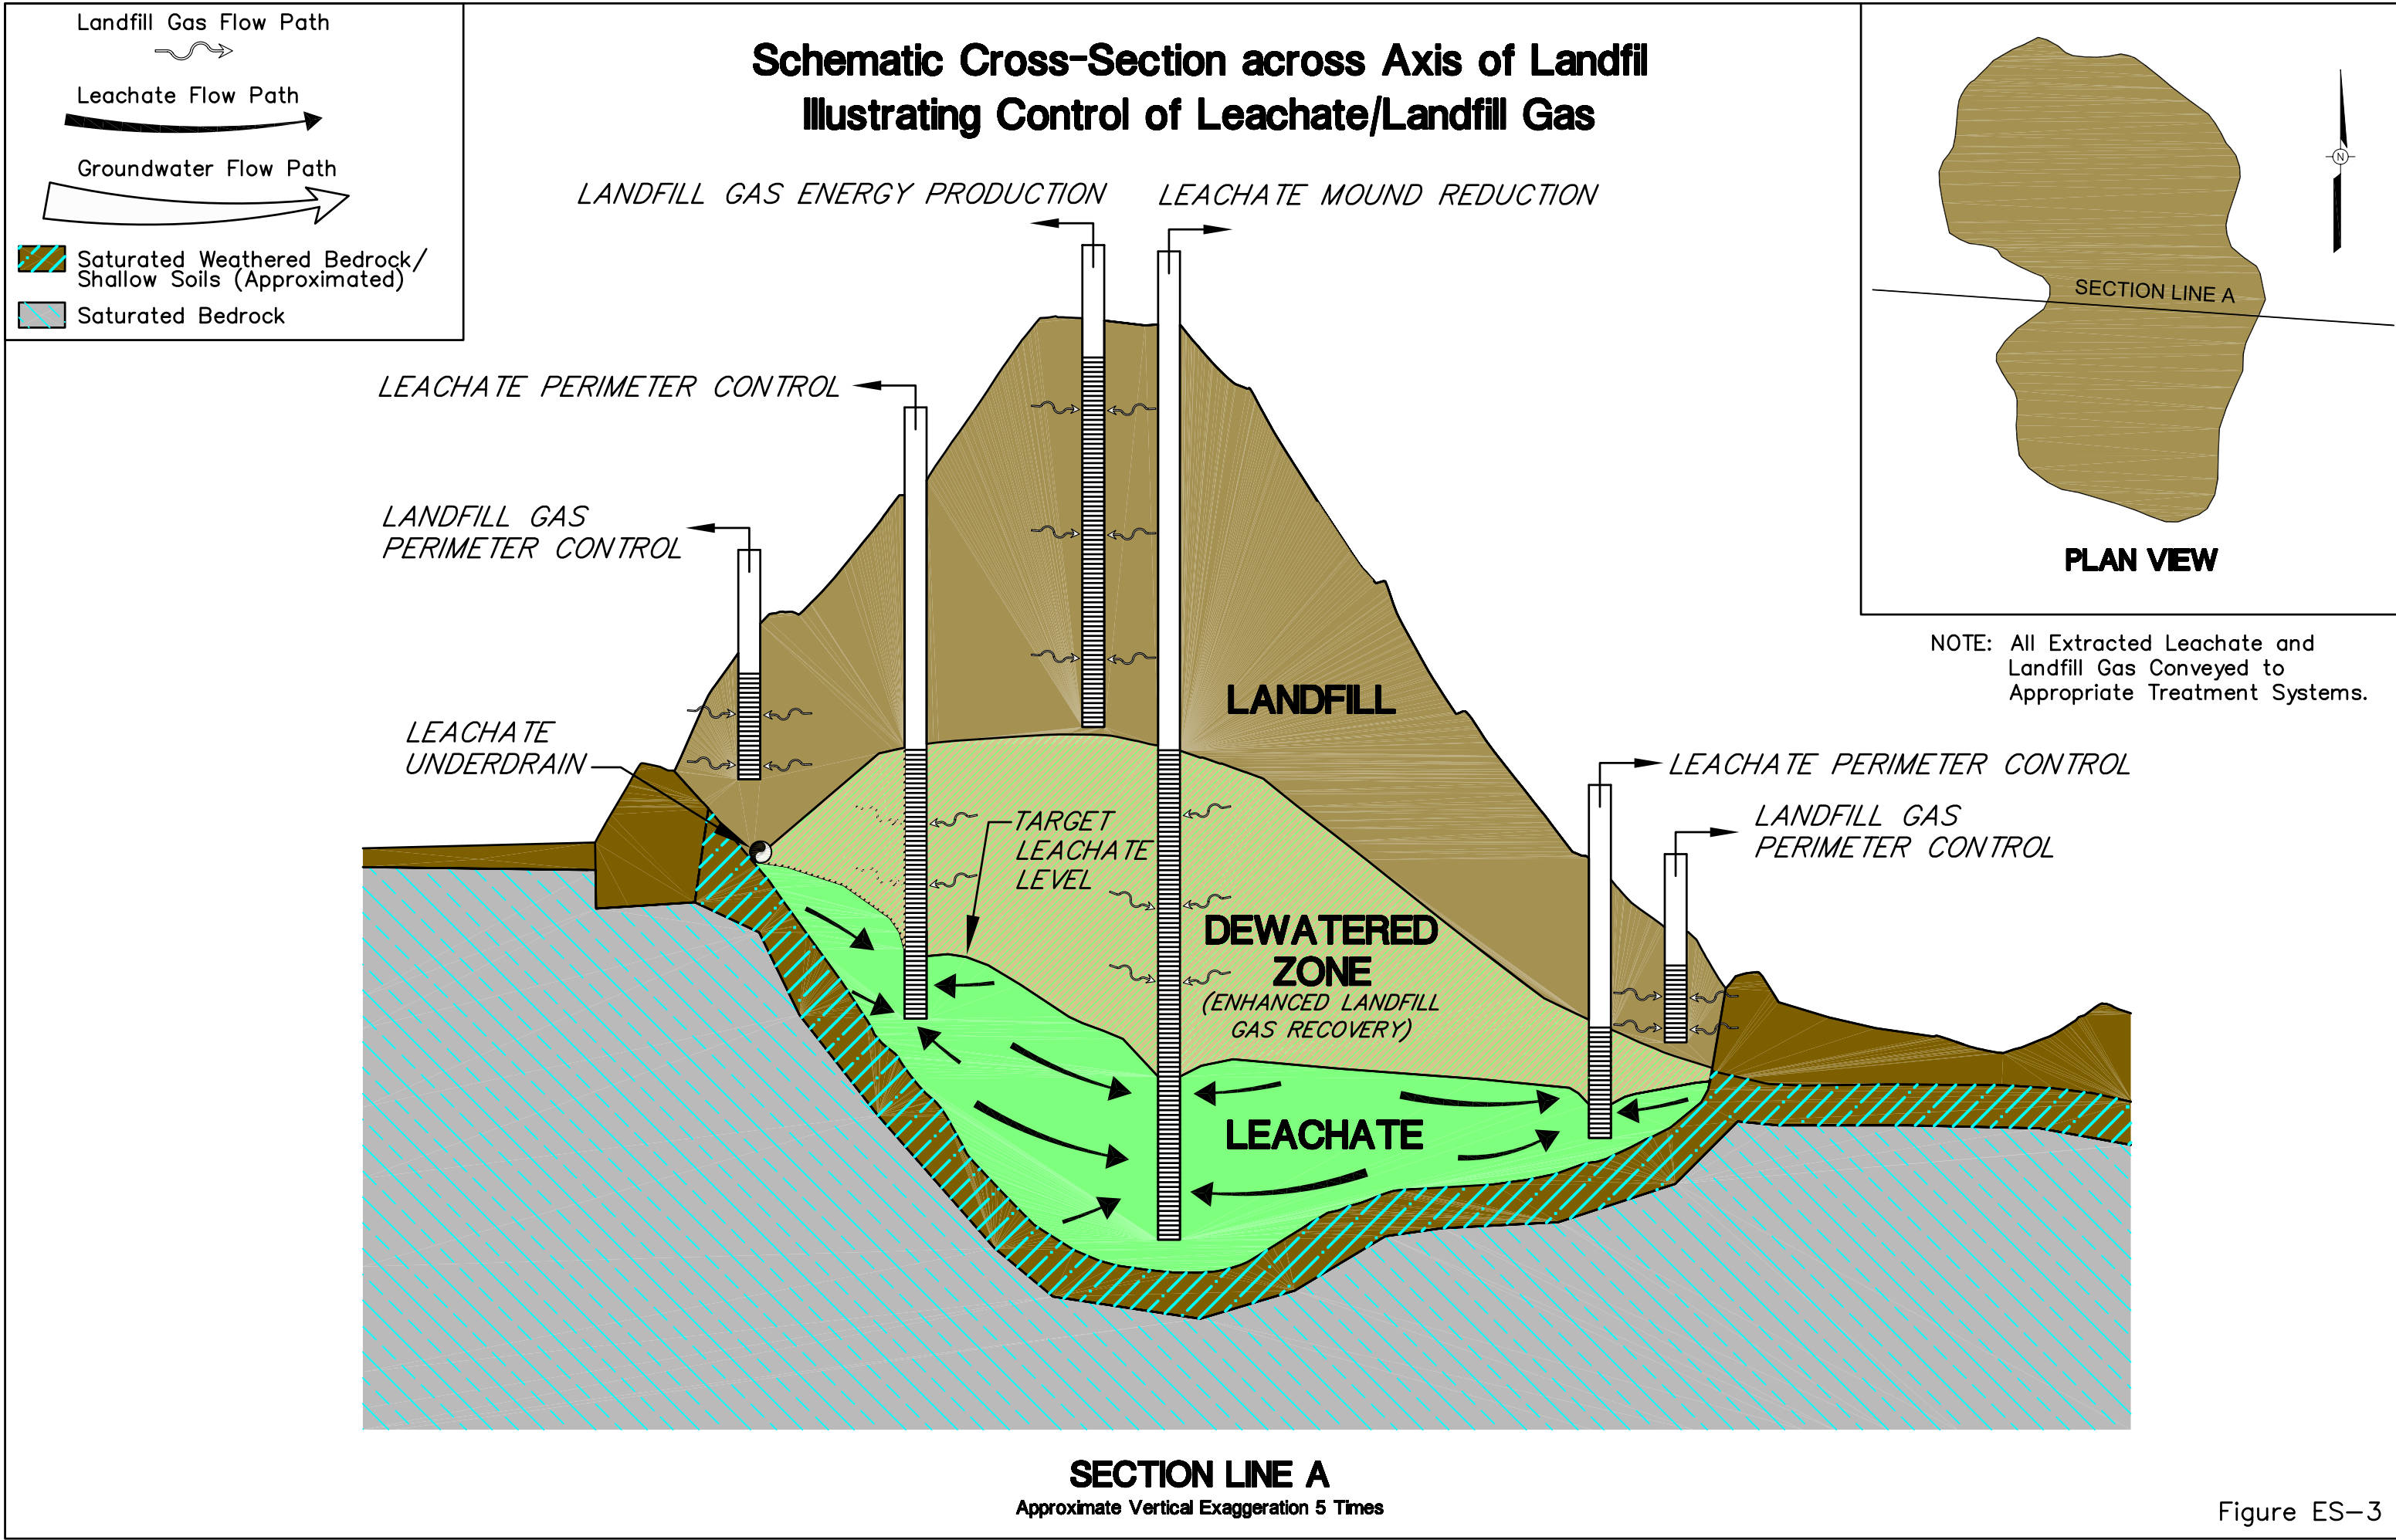 Landfill Gas Flow Path
Leachate Flow Path
Groundwater Flow Path
Saturated Weathered Bedrock/
Shallow Soils (Approximated)
Saturated Bedrock
Schematic Cross-Section across Axis of Landfil
Illustrating Control of Leachate/Landfill Gas
LANDFILL GAS ENERGY PRODUCTION
LEACHATE MOUND REDUCTION
LEACHATE PERIMETER CONTROL
LANDFILL GAS
PERIMETER CONTROL
LEACHATE
UNDERDRAIN
TARGET
LEACHATE
LEVEL
LANDFILL
DEWATERED
ZONE
(ENHANCED LANDFILL
GAS RECOVERY)
LEACHATE
LEACHATE PERIMETER CONTROL
LANDFILL GAS
PERIMETER CONTROL
N
SECTION LINE A
PLAN VIEW
NOTE: All Extracted Leachate and
Landfill Gas Conveyed to
Appropriate Treatment Systems.
SECTION LINE A
Approximate Vertical Exaggeration 5 Times
Figure ES-3